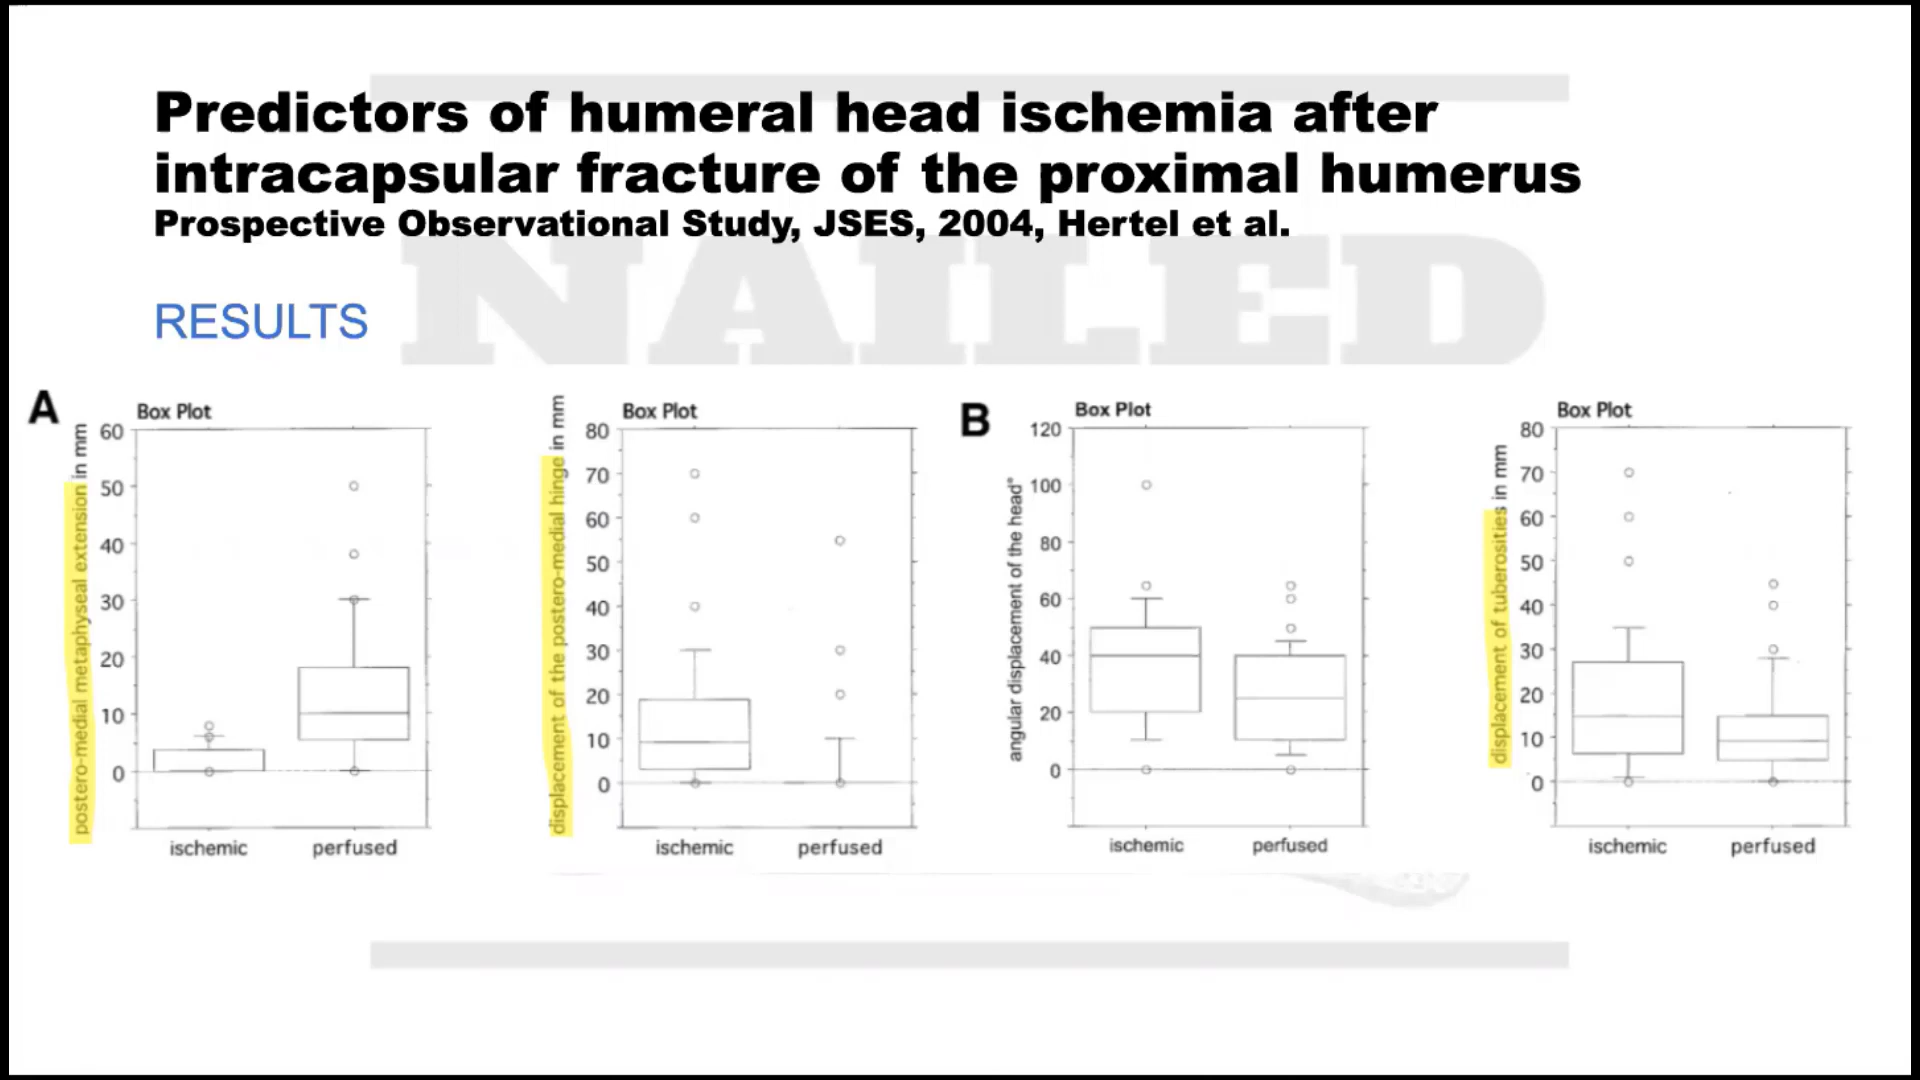 Predictors of humeral head ischemia after
intracapsular fracture of the proximal humerus
Prospective Observational Study, JSES, 2004, Hertel et al.
NAILED
RESULTS
A
Box Plot
postero-medial metaphyseal extension in mm
60
50
40
30
20
10
0
ischemic perfused
Box Plot
displacement of the postero-medial hinge in mm
80
70
60
50
40
30
20
10
0
ischemic perfused
B
Box Plot
angular displacement of the head°
120
100
80
60
40
20
0
ischemic perfused
Box Plot
displacement of tuberosities in mm
80
70
60
50
40
30
20
10
0
ischemic perfused